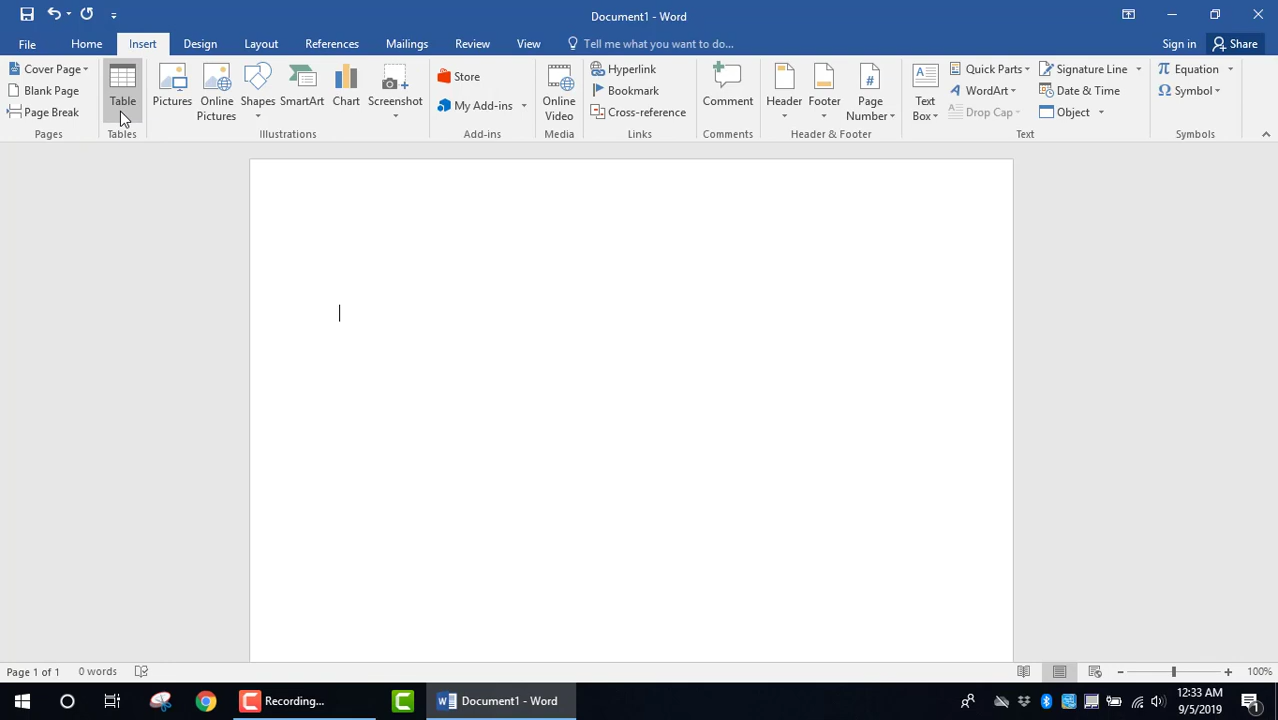 Document1 - Word
File Home Insert Design Layout References Mailings Review View Tell me what you want to do... Sign in Share
Cover Page
Blank Page
Page Break
Pages
Table
Tables
Pictures
Online
Pictures
Shapes
SmartArt
Chart
Screenshot
Illustrations
Store
My Add-ins
Add-ins
Online
Video
Media
Hyperlink
Bookmark
Cross-reference
Links
Comment
Comments
Header
Footer
Page
Number
Header & Footer
Text
Box
Quick Parts
WordArt
Drop Cap
Signature Line
Date & Time
Object
Text
Equation
Symbol
Symbols
Page 1 of 1 0 words 100%
Recording... Document1 - Word 12:33 AM
9/5/2019